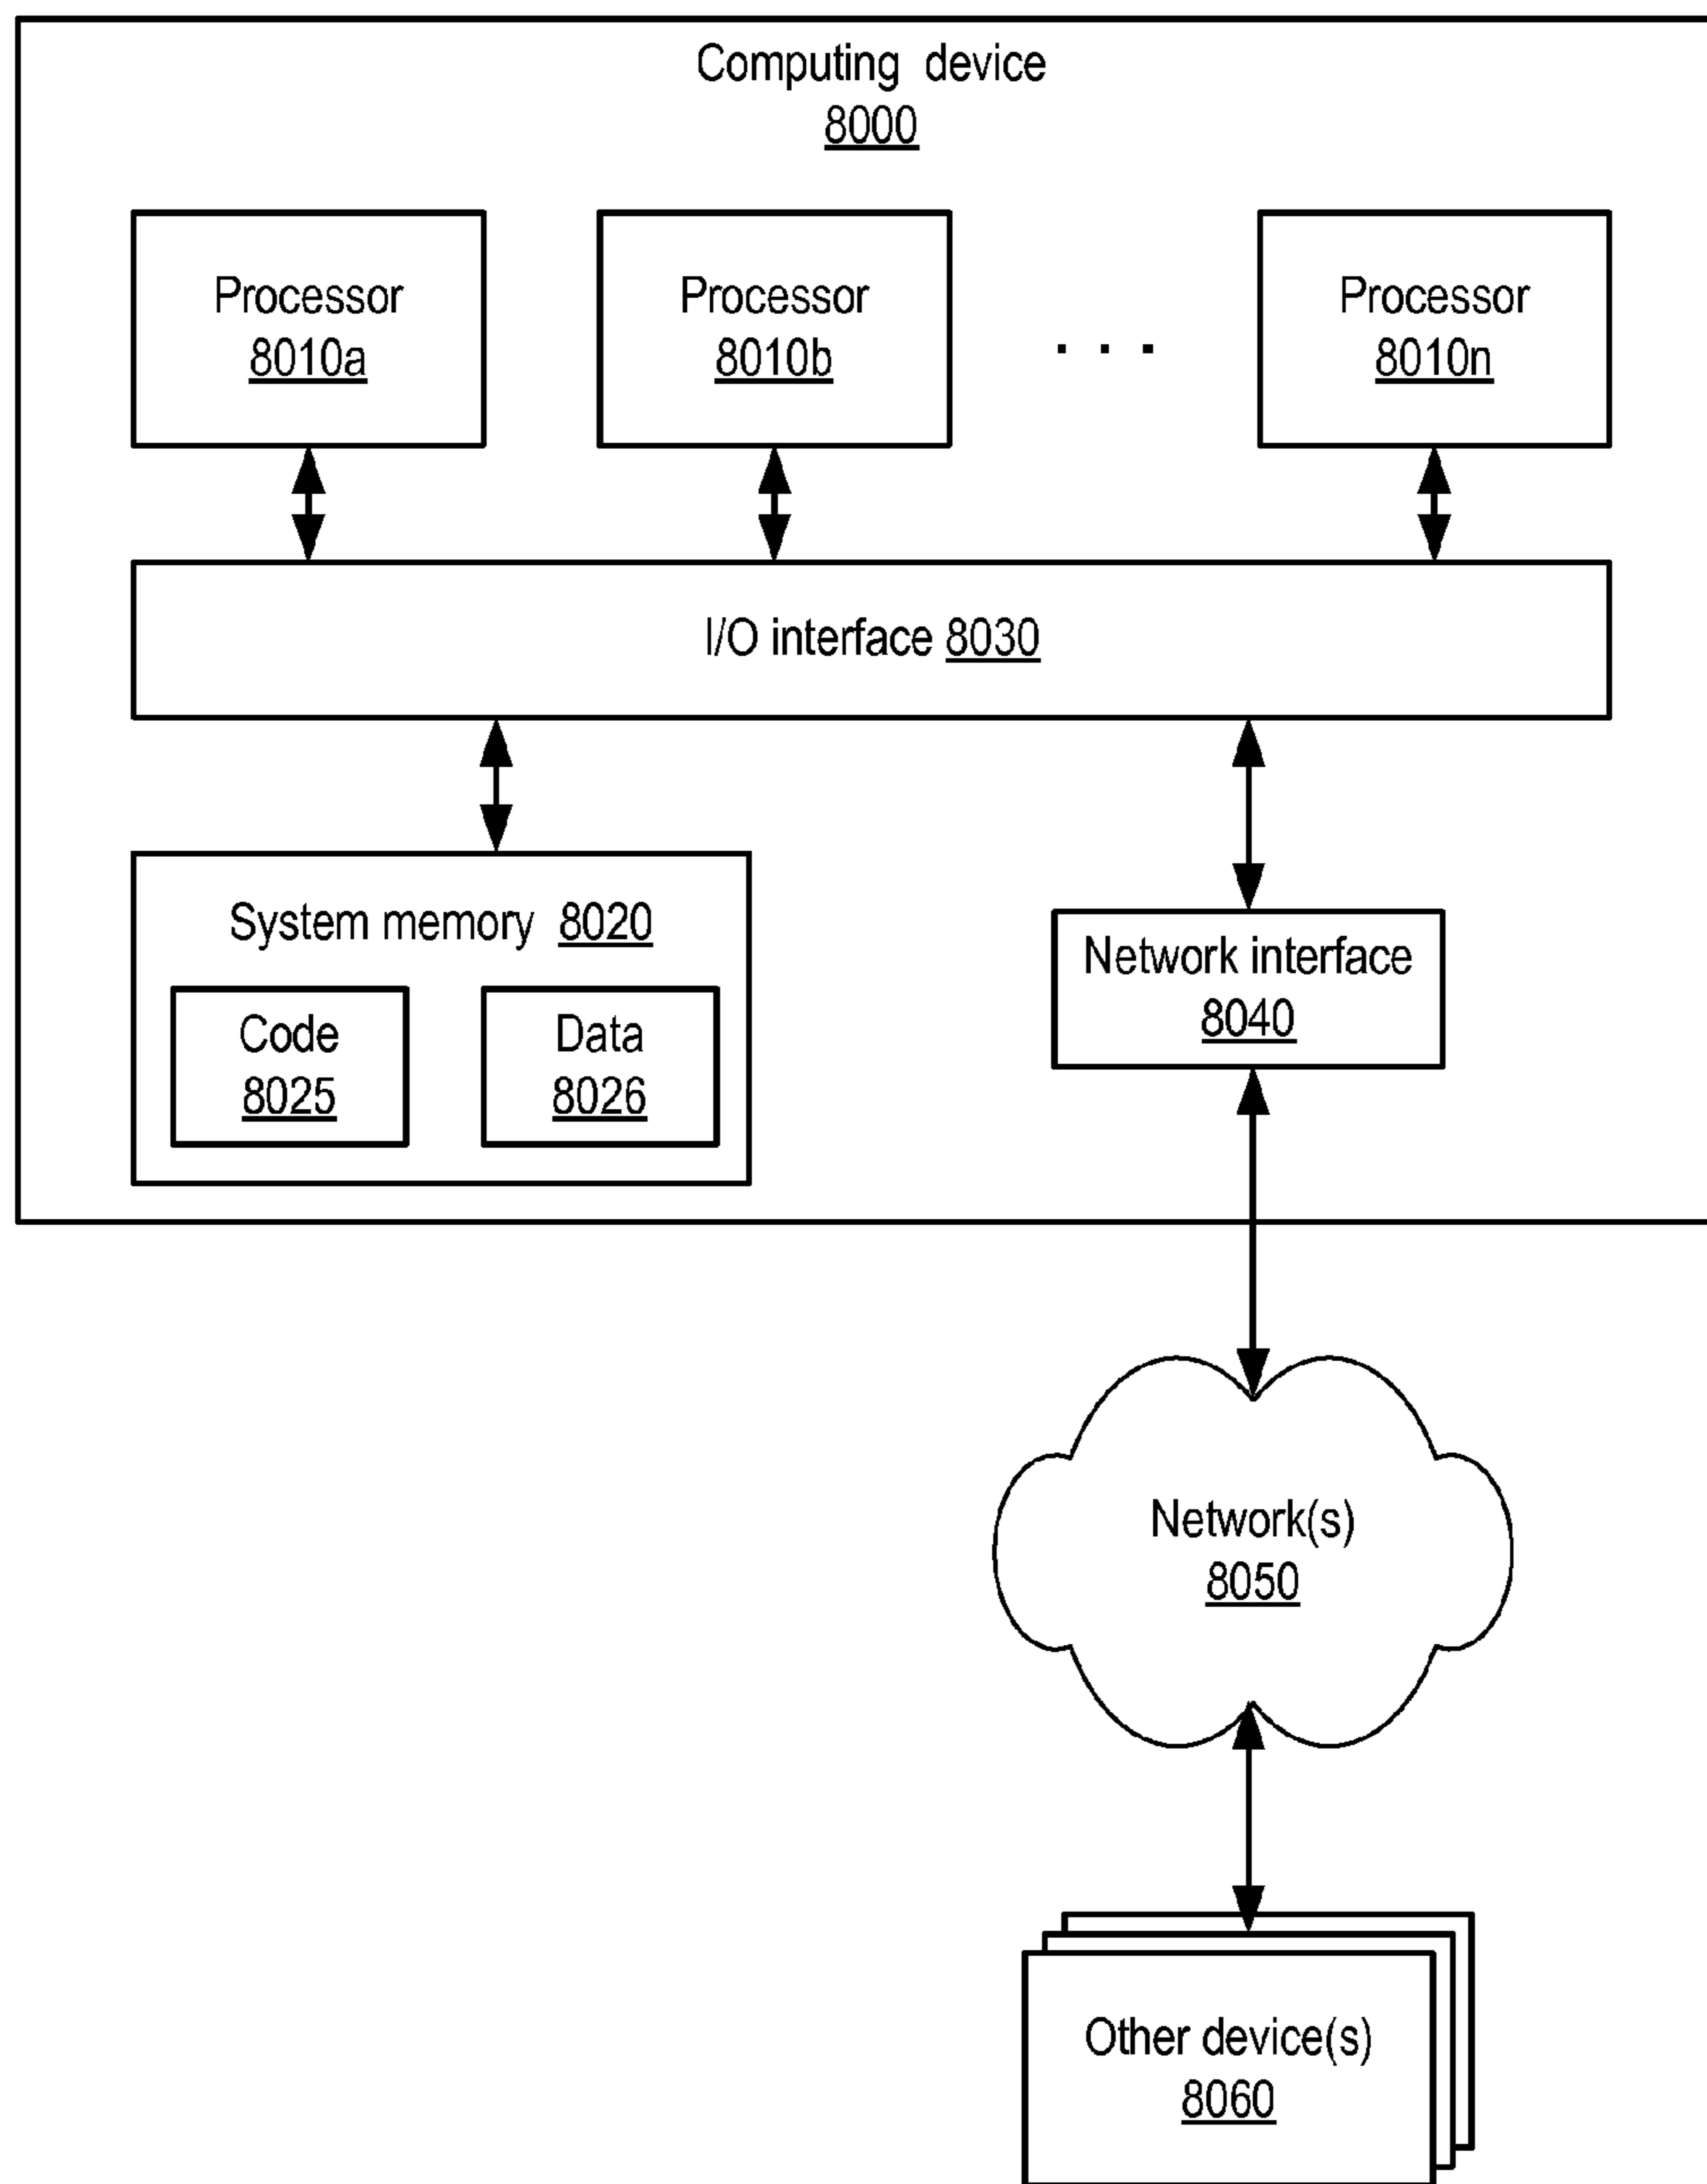 Computing device
8000
Processor
8010a
Processor
8010b
. . .
Processor
8010n
I/O interface 8030
System memory 8020
Code
8025
Data
8026
Network interface
8040
Network(s)
8050
Other device(s)
8060